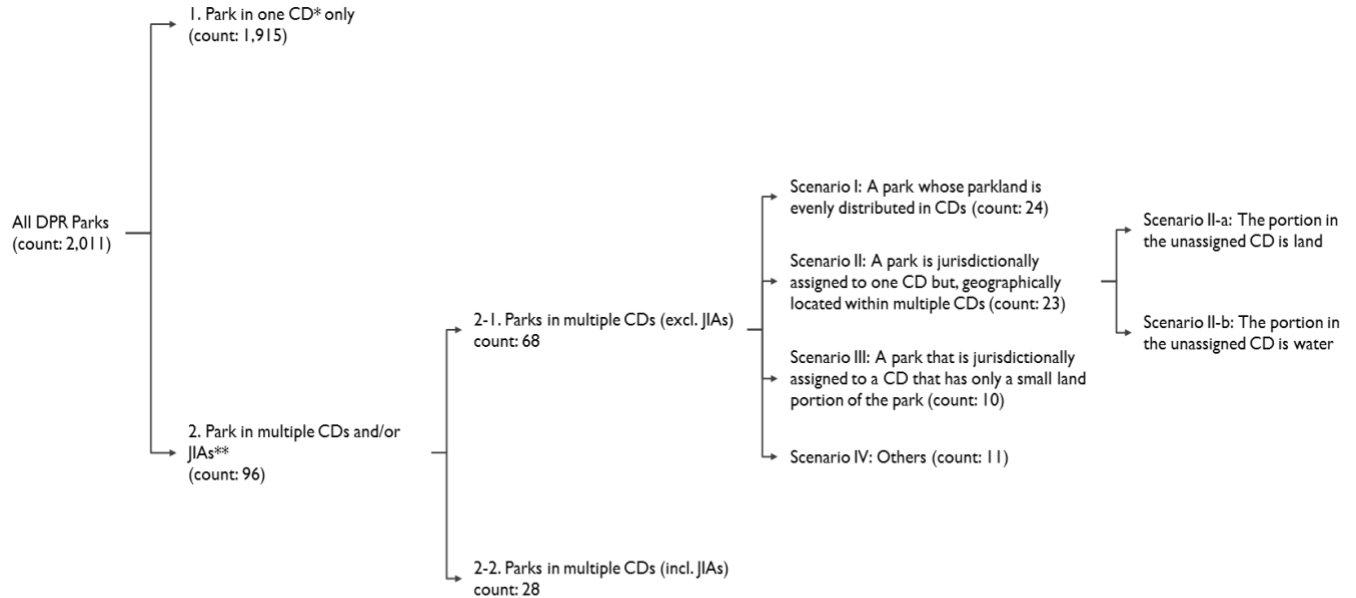 1. Park in one CD* only
(count: 1,915)
All DPR Parks
(count: 2,011)
2. Park in multiple CDs and/or
JIAs**
(count: 96)
2-1. Parks in multiple CDs (excl. JIAs)
count: 68
2-2. Parks in multiple CDs (incl. JIAs)
count: 28
Scenario I: A park whose parkland is
evenly distributed in CDs (count: 24)
Scenario II: A park is jurisdictionally
assigned to one CD but, geographically
located within multiple CDs (count: 23)
Scenario III: A park that is jurisdictionally
assigned to a CD that has only a small land
portion of the park (count: 10)
Scenario IV: Others (count: 11)
Scenario II-a: The portion in
the unassigned CD is land
Scenario II-b: The portion in
the unassigned CD is water